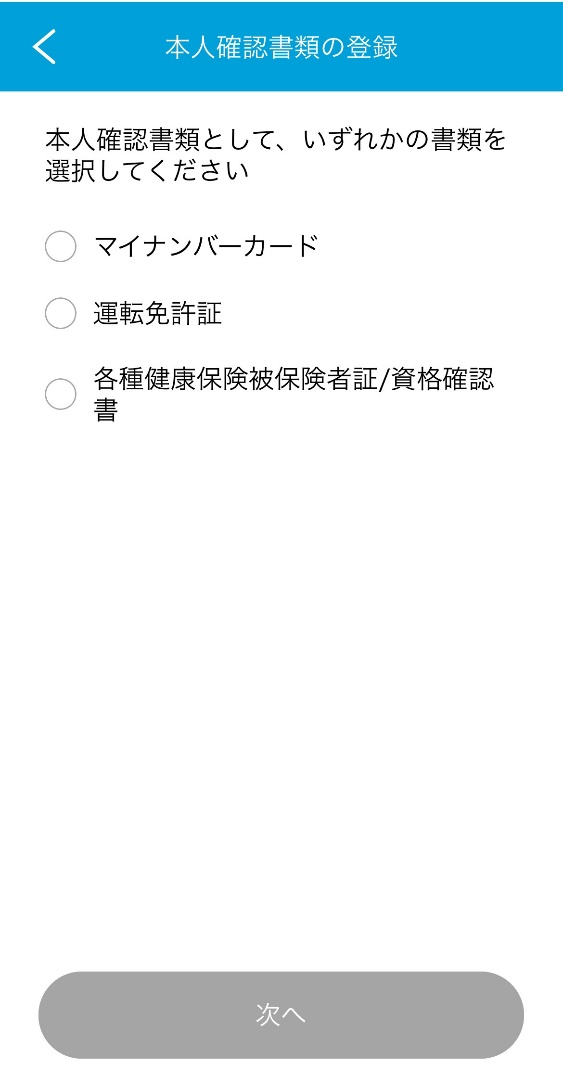 本人確認書類の登録
本人確認書類として、いずれかの書類を
選択してください
マイナンバーカード
運転免許証
各種健康保険被保険者証/資格確認
書
次へ